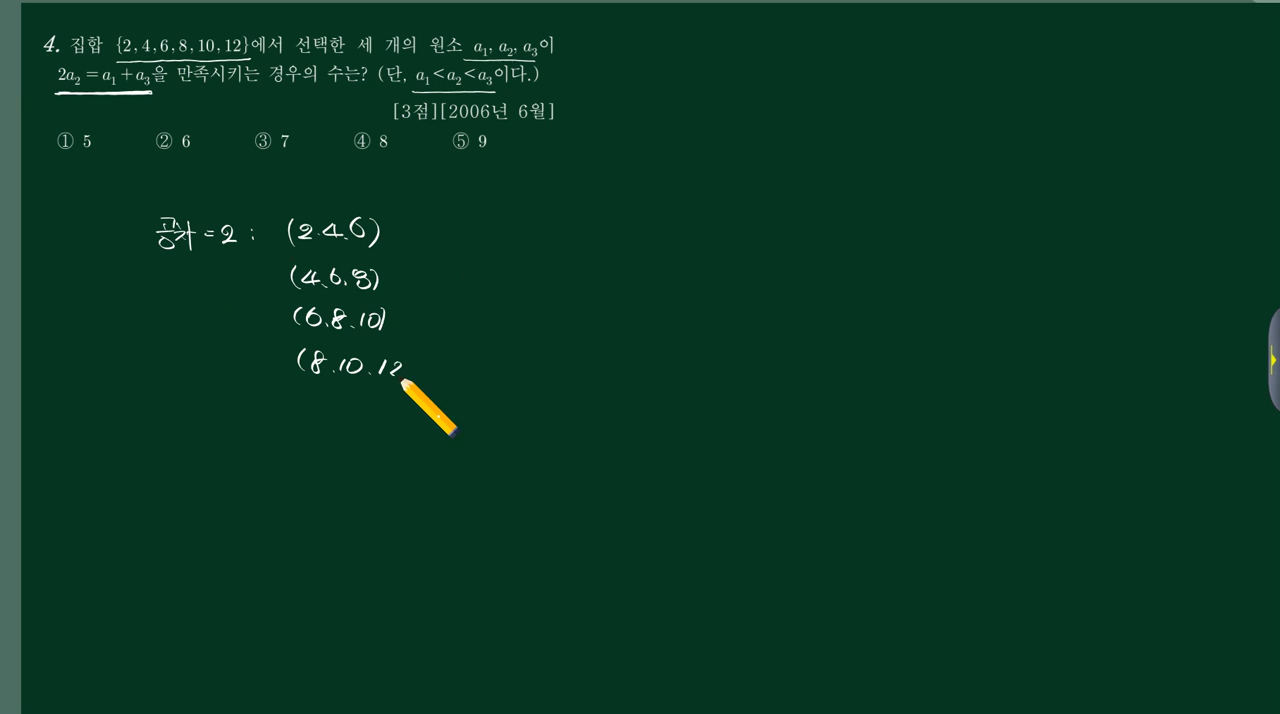 4. 집합 {2, 4, 6, 8, 10, 12}에서 선택한 세 개의 원소 a₁, a₂, a₃이
2a₂=a₁+a₃을 만족시키는 경우의 수는? (단, a₁<a₂<a₃이다.)
[3점][2006년 6월]
① 5 ② 6 ③ 7 ④ 8 ⑤ 9
공차=2 : (2.4.6)
(4.6.8)
(6.8.10)
(8.10.12